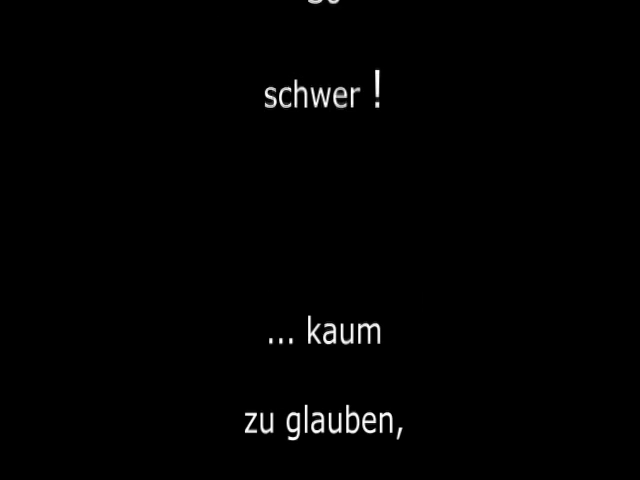 schwer !
... kaum
zu glauben,